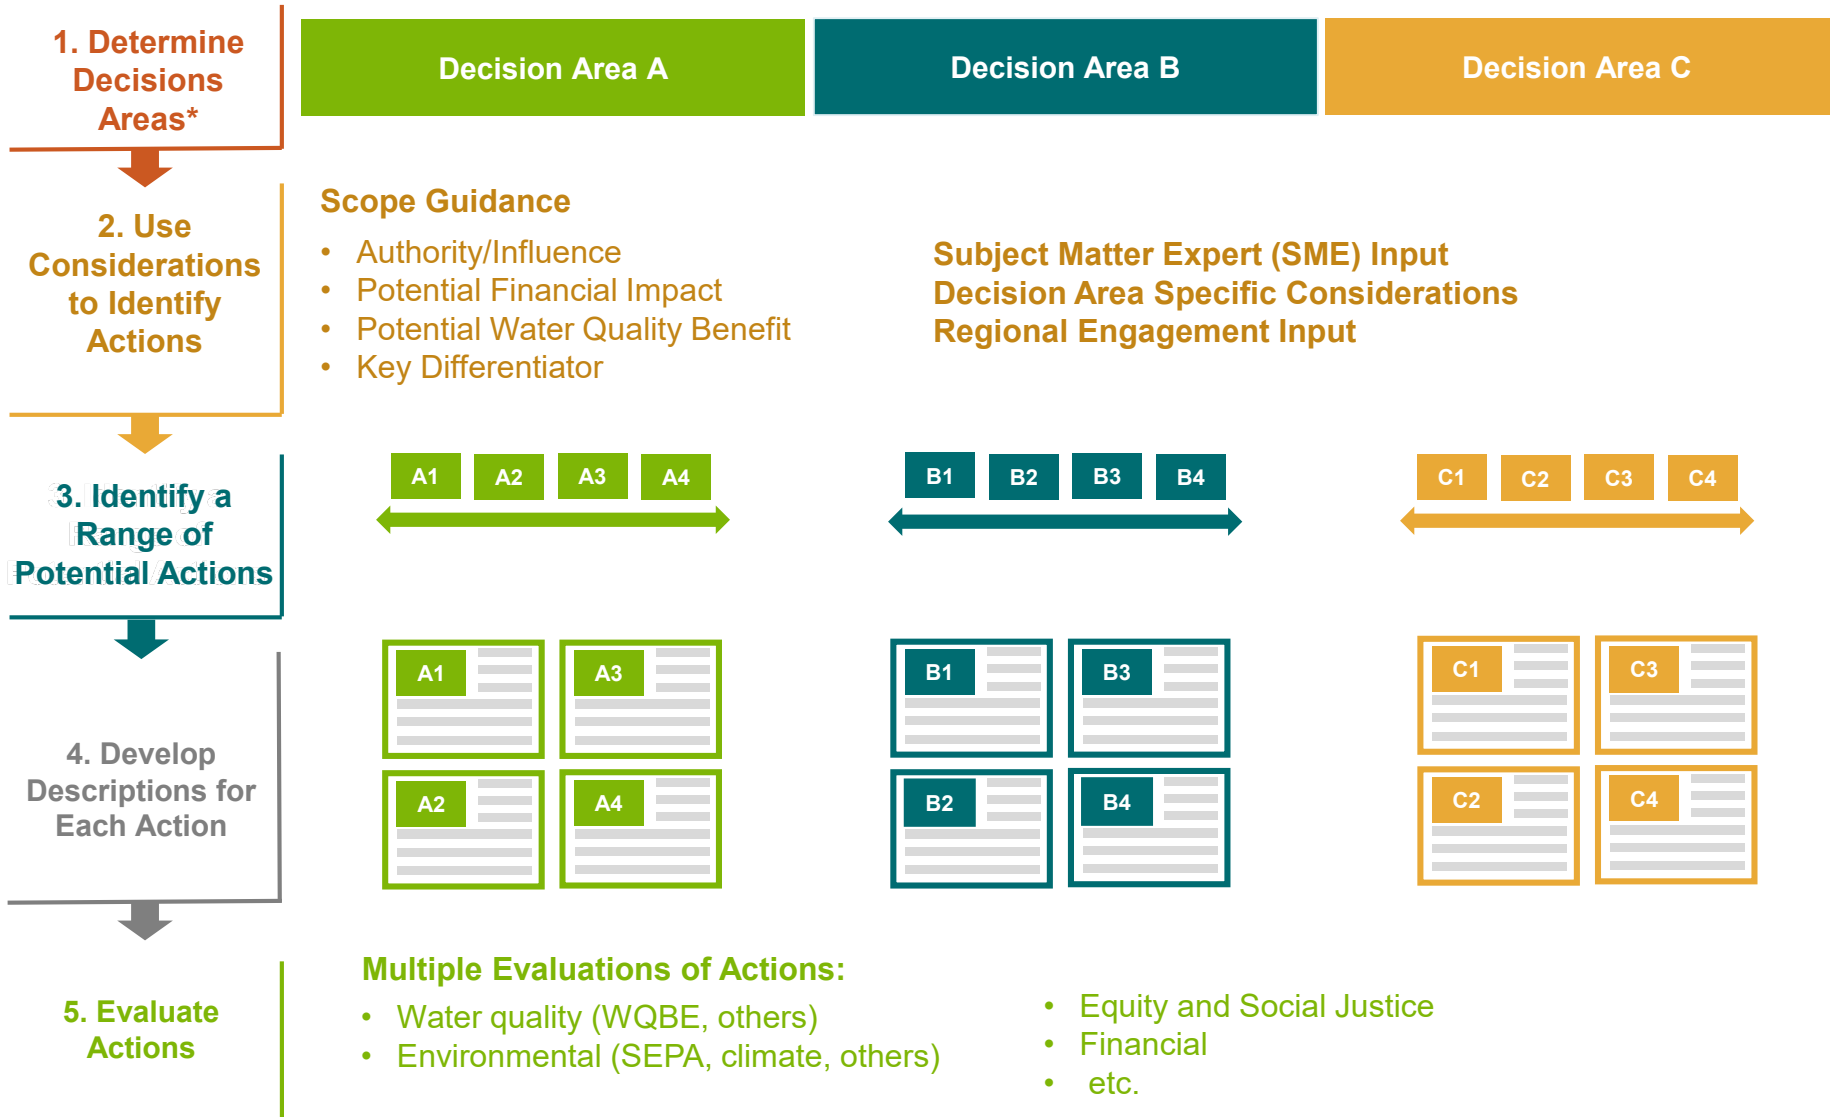 1. Determine
Decisions
Areas*
Decision Area A
Decision Area B
Decision Area C
2. Use
Considerations
to Identify
Actions
Scope Guidance
• Authority/Influence
• Potential Financial Impact
• Potential Water Quality Benefit
• Key Differentiator
Subject Matter Expert (SME) Input
Decision Area Specific Considerations
Regional Engagement Input
3. Identify a
Range of
Potential Actions
A1 A2 A3 A4
B1 B2 B3 B4
C1 C2 C3 C4
4. Develop
Descriptions for
Each Action
A1 A3
A2 A4
B1 B3
B2 B4
C1 C3
C2 C4
5. Evaluate
Actions
Multiple Evaluations of Actions:
• Water quality (WQBE, others)
• Environmental (SEPA, climate, others)
• Equity and Social Justice
• Financial
• etc.